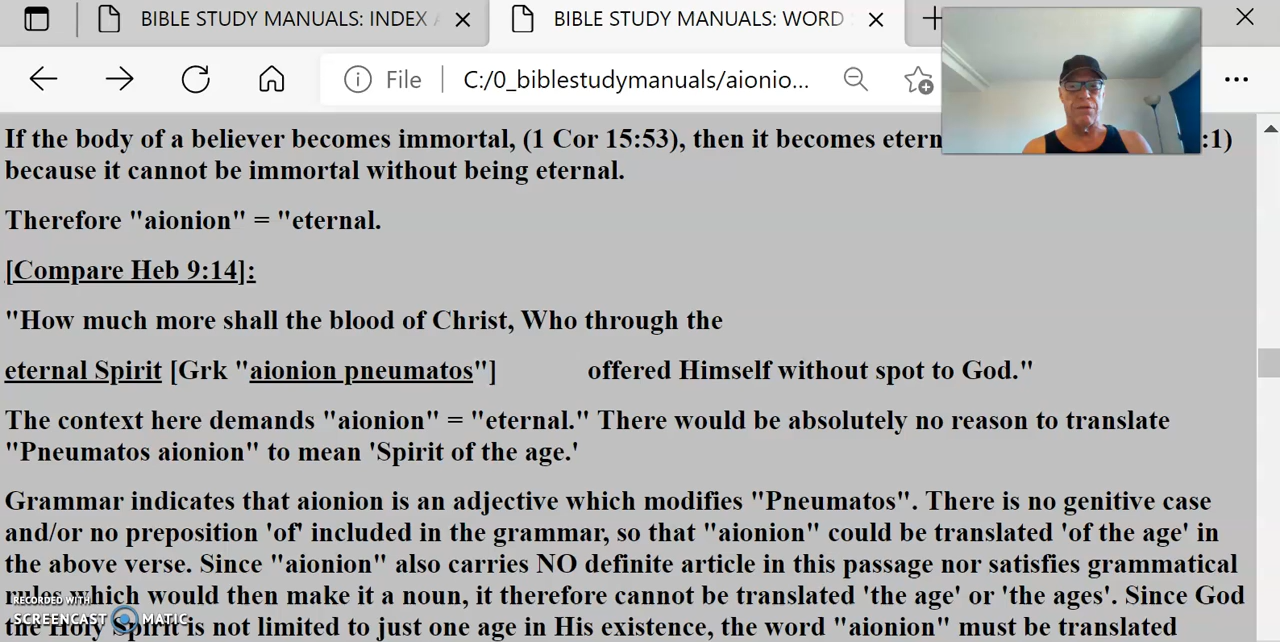 BIBLE STUDY MANUALS: INDEX
BIBLE STUDY MANUALS: WORD
File
C:/0_biblestudymanuals/aionio...
If the body of a believer becomes immortal, (1 Cor 15:53), then it becomes etern :1)
because it cannot be immortal without being eternal.
Therefore "aionion" = "eternal.
[Compare Heb 9:14]:
"How much more shall the blood of Christ, Who through the
eternal Spirit [Grk "aionion pneumatos"] offered Himself without spot to God."
The context here demands "aionion" = "eternal." There would be absolutely no reason to translate
"Pneumatos aionion" to mean 'Spirit of the age.'
Grammar indicates that aionion is an adjective which modifies "Pneumatos". There is no genitive case
and/or no preposition 'of' included in the grammar, so that "aionion" could be translated 'of the age' in
the above verse. Since "aionion" also carries NO definite article in this passage nor satisfies grammatical
which would then make it a noun, it therefore cannot be translated 'the age' or 'the ages'. Since God
the Holy Spirit is not limited to just one age in His existence, the word "aionion" must be translated
RECORDED WITH
SCREENCAST MATIC